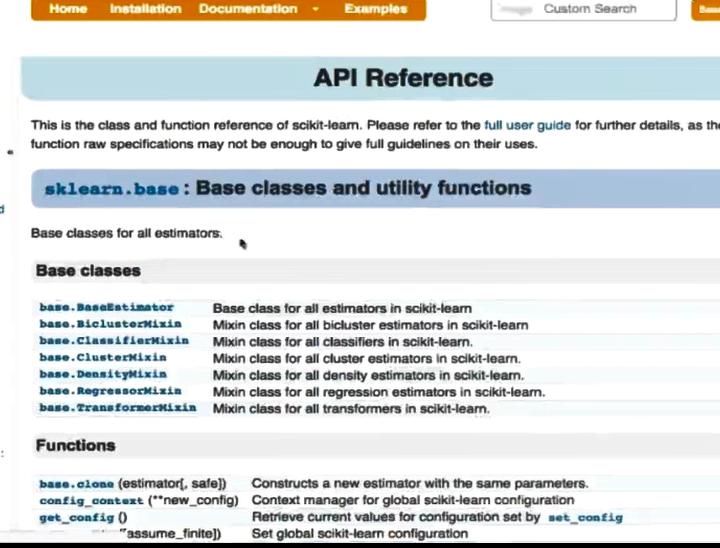 Home Installation Documentation Examples Custom Search
API Reference
This is the class and function reference of scikit-learn. Please refer to the full user guide for further details, as the
function raw specifications may not be enough to give full guidelines on their uses.
sklearn.base: Base classes and utility functions
Base classes for all estimators.
Base classes
base.BaseEstimator Base class for all estimators in scikit-learn
base.BiclusterMixin Mixin class for all bicluster estimators in scikit-learn
base.ClassifierMixin Mixin class for all classifiers in scikit-learn.
base.ClusterMixin Mixin class for all cluster estimators in scikit-learn.
base.DensityMixin Mixin class for all density estimators in scikit-learn.
base.RegressorMixin Mixin class for all regression estimators in scikit-learn.
base.TransformerMixin Mixin class for all transformers in scikit-learn.
Functions
base.clone (estimator[, safe]) Constructs a new estimator with the same parameters.
config_context (**new_config) Context manager for global scikit-learn configuration
get_config () Retrieve current values for configuration set by set_config
assume_finite]) Set global scikit-learn configuration